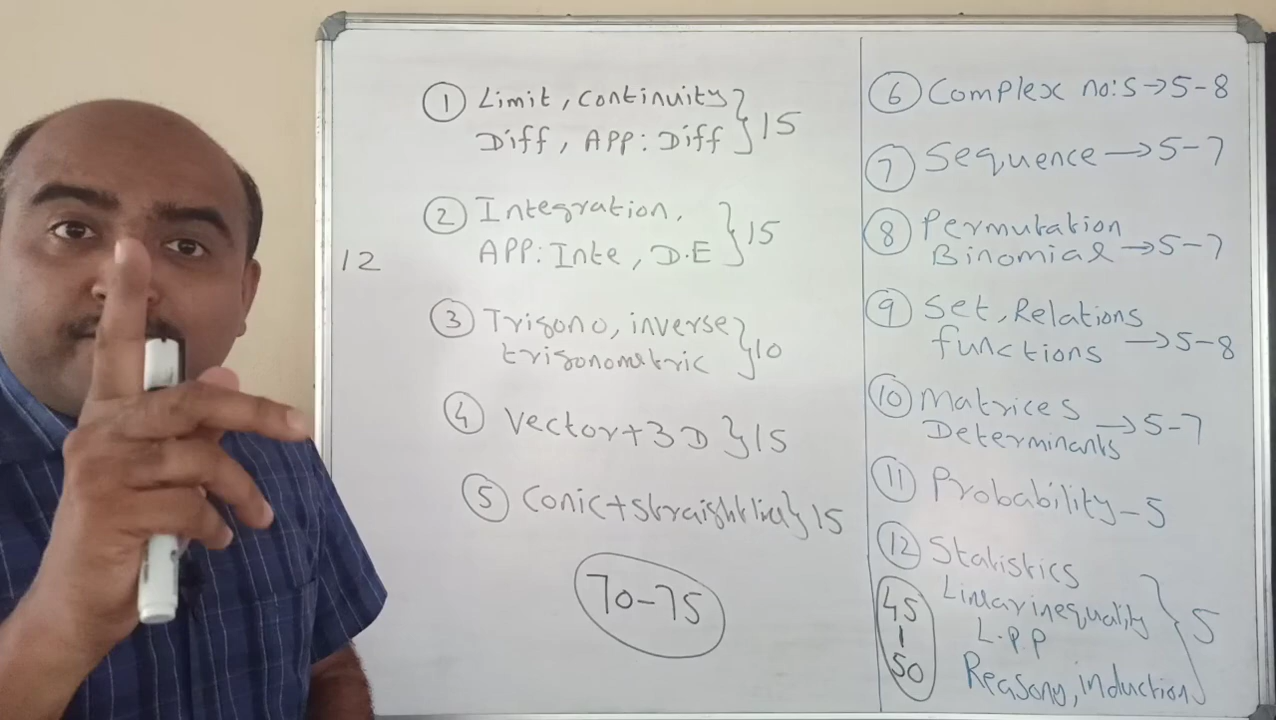 12
① Limit, Continuity
Diff, APP: Diff } 15
② Integration,
APP: Inte, D.E } 15
③ Trigono, inverse
trigonometric } 10
④ Vector+3D } 15
⑤ Conic+straight line } 15
70-75
⑥ Complex no:s → 5-8
⑦ Sequence → 5-7
⑧ Permutation
Binomial → 5-7
⑨ Set, Relations
functions → 5-8
⑩ Matrices
Determinants → 5-7
⑪ Probability - 5
⑫ Statistics
Linear inequality
L.P.P } 5
Reasong, induction
45
|
50